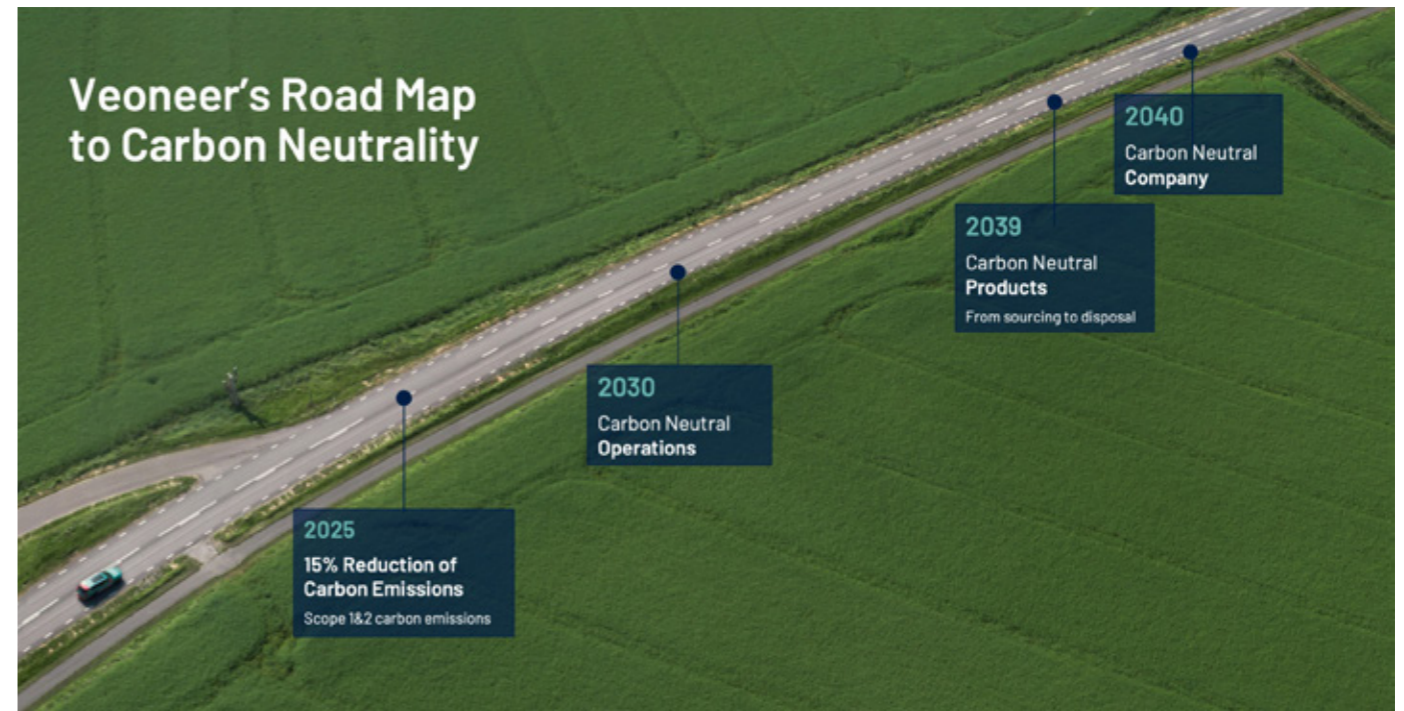 Veoneer's Road Map
to Carbon Neutrality
2025
15% Reduction of
Carbon Emissions
Scope 1&2 carbon emissions
2030
Carbon Neutral
Operations
2039
Carbon Neutral
Products
From sourcing to disposal
2040
Carbon Neutral
Company